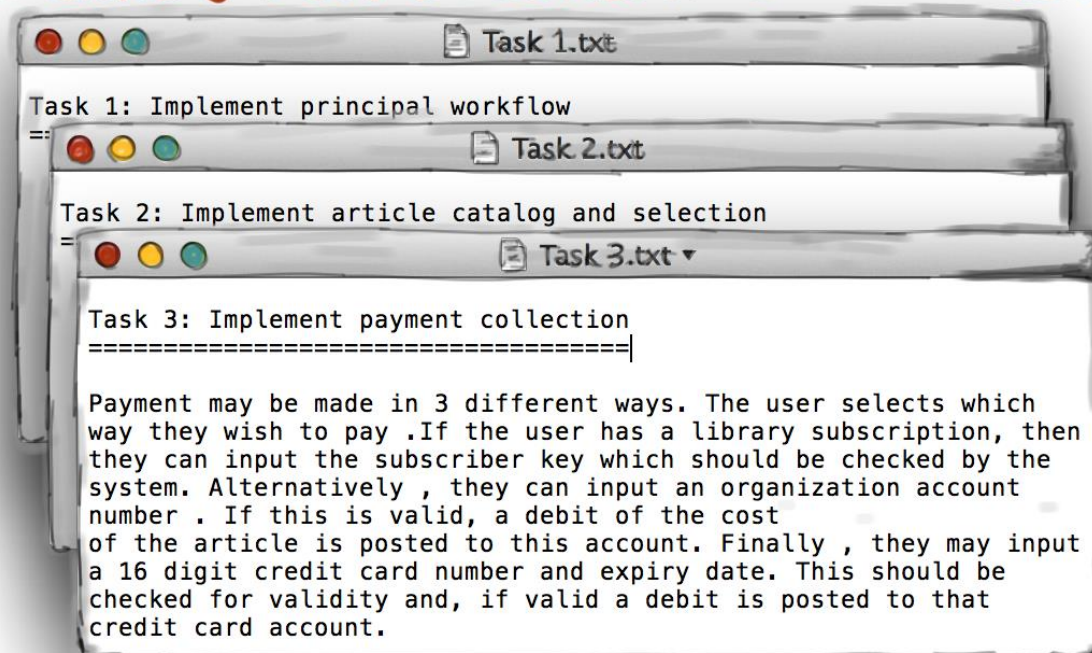 Task 1.txt
Task 1: Implement principal workflow
==
Task 2.txt
Task 2: Implement article catalog and selection
=
Task 3.txt
Task 3: Implement payment collection
====================================
Payment may be made in 3 different ways. The user selects which
way they wish to pay .If the user has a library subscription, then
they can input the subscriber key which should be checked by the
system. Alternatively , they can input an organization account
number . If this is valid, a debit of the cost
of the article is posted to this account. Finally , they may input
a 16 digit credit card number and expiry date. This should be
checked for validity and, if valid a debit is posted to that
credit card account.